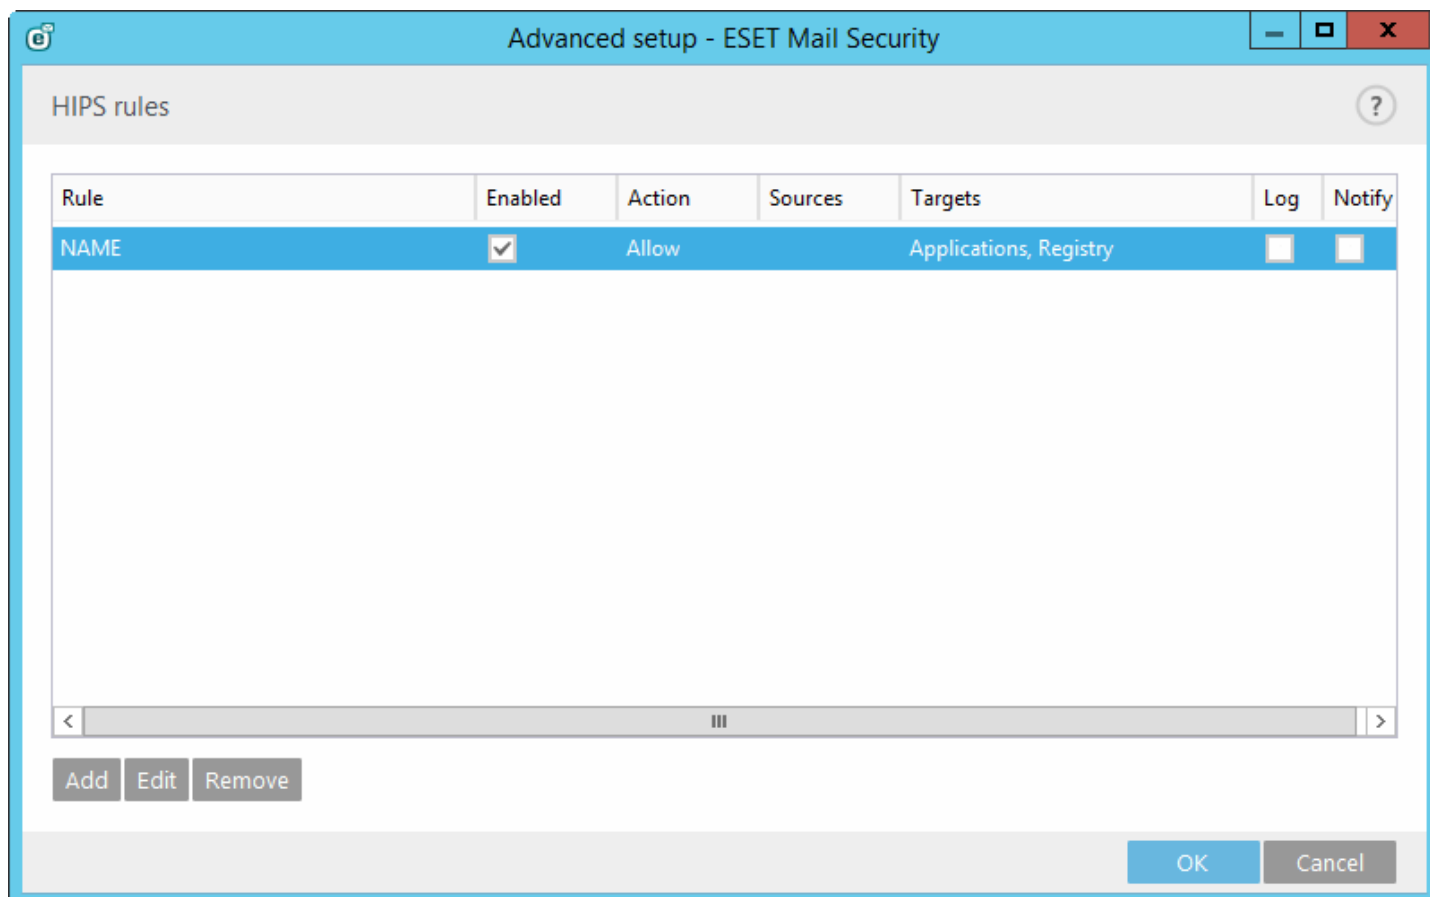 Advanced setup - ESET Mail Security
HIPS rules ?
Rule Enabled Action Sources Targets Log Notify
NAME Allow Applications, Registry
Add Edit Remove
OK Cancel